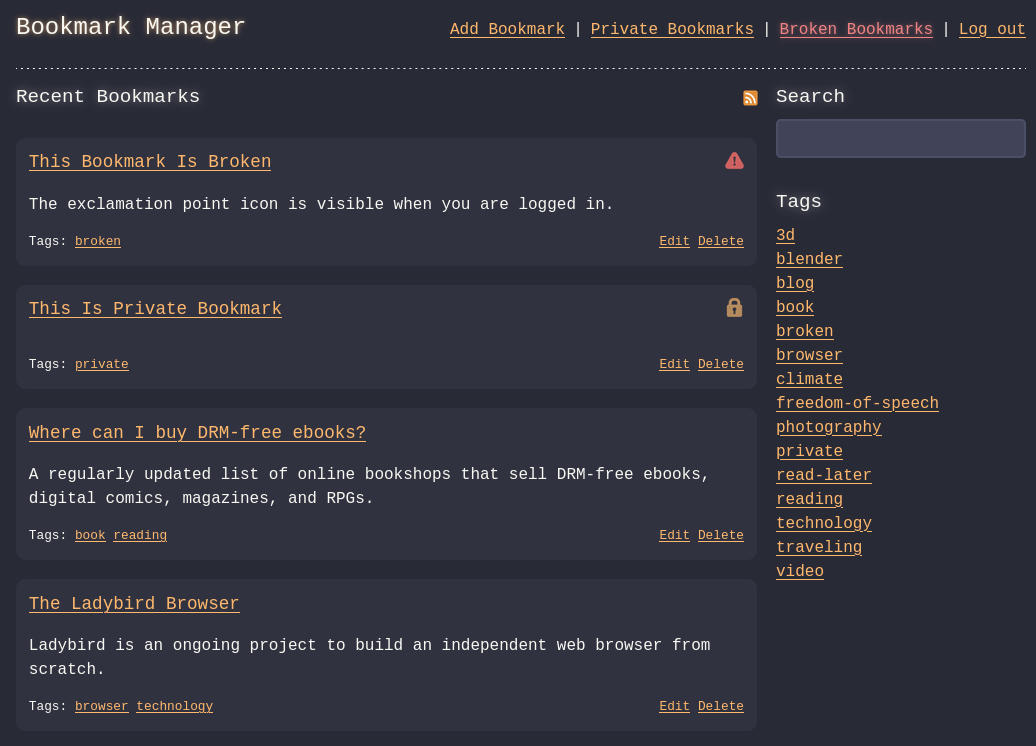 Bookmark Manager
Add Bookmark | Private Bookmarks | Broken Bookmarks | Log out
Recent Bookmarks
This Bookmark Is Broken
The exclamation point icon is visible when you are logged in.
Tags: broken
Edit Delete
This Is Private Bookmark
Tags: private
Edit Delete
Where can I buy DRM-free ebooks?
A regularly updated list of online bookshops that sell DRM-free ebooks,
digital comics, magazines, and RPGs.
Tags: book reading
Edit Delete
The Ladybird Browser
Ladybird is an ongoing project to build an independent web browser from
scratch.
Tags: browser technology
Edit Delete
Search
Tags
3d
blender
blog
book
broken
browser
climate
freedom-of-speech
photography
private
read-later
reading
technology
traveling
video